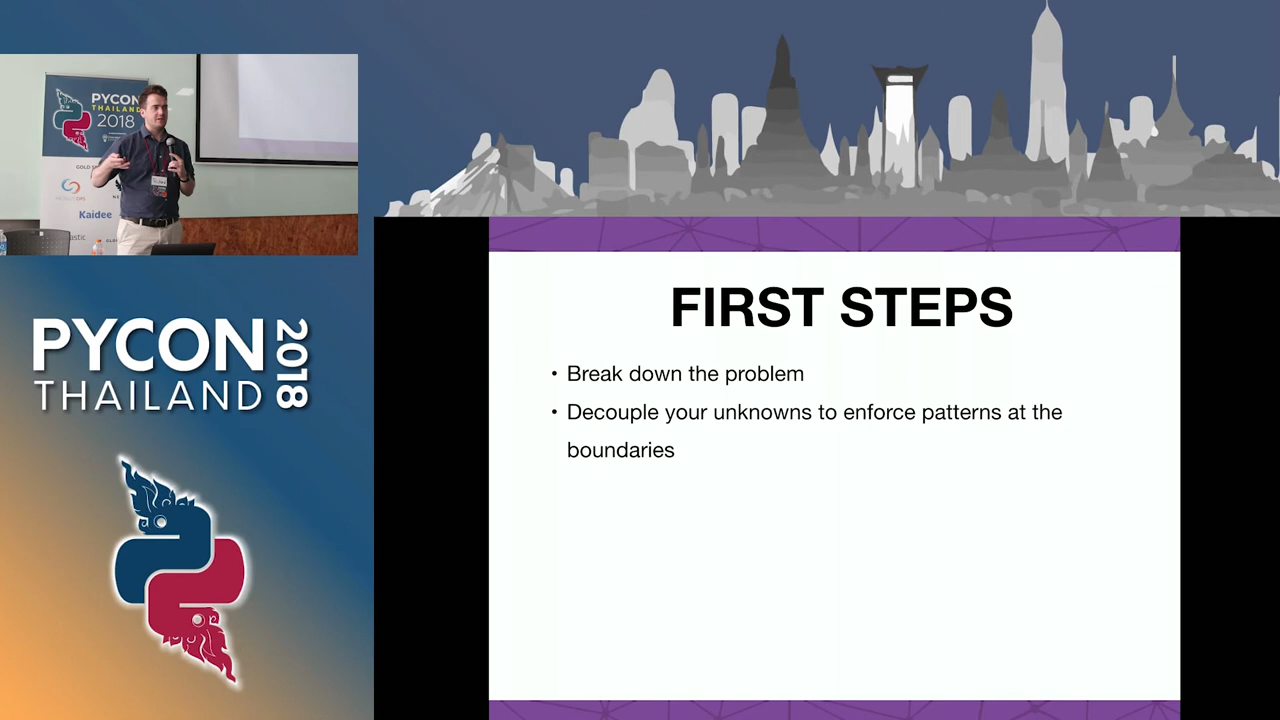 PYCON
THAILAND
2018
Kaidee
PYCON
THAILAND
2018
FIRST STEPS
• Break down the problem
• Decouple your unknowns to enforce patterns at the
boundaries